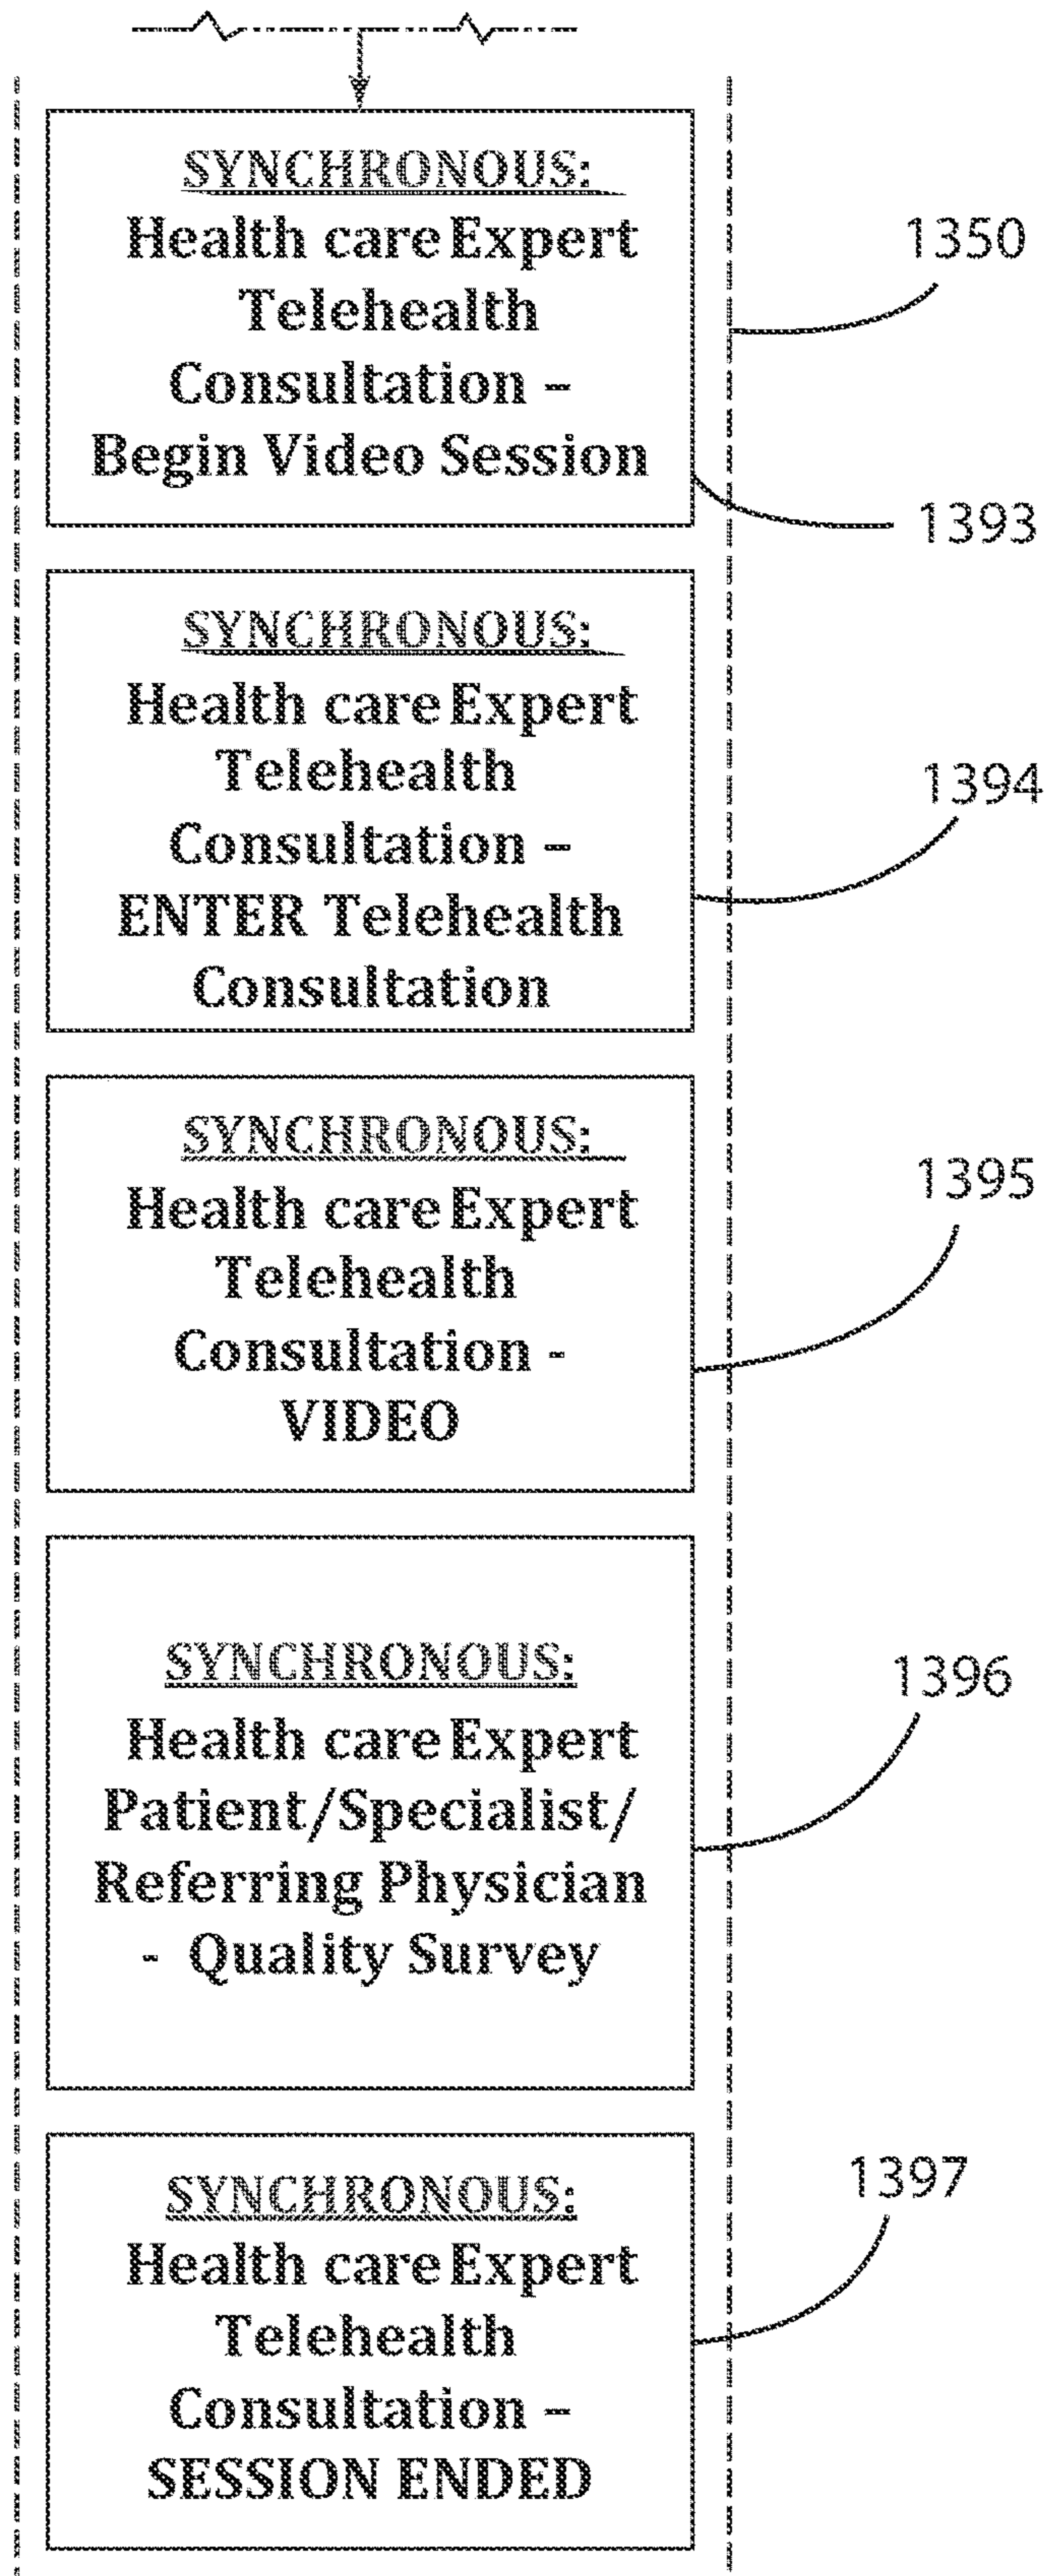 SYNCHRONOUS:
Health care Expert
Telehealth
Consultation –
Begin Video Session
1350
1393
SYNCHRONOUS:
Health care Expert
Telehealth
Consultation –
ENTER Telehealth
Consultation
1394
SYNCHRONOUS:
Health care Expert
Telehealth
Consultation -
VIDEO
1395
SYNCHRONOUS:
Health care Expert
Patient/Specialist/
Referring Physician
- Quality Survey
1396
SYNCHRONOUS:
Health care Expert
Telehealth
Consultation –
SESSION ENDED
1397